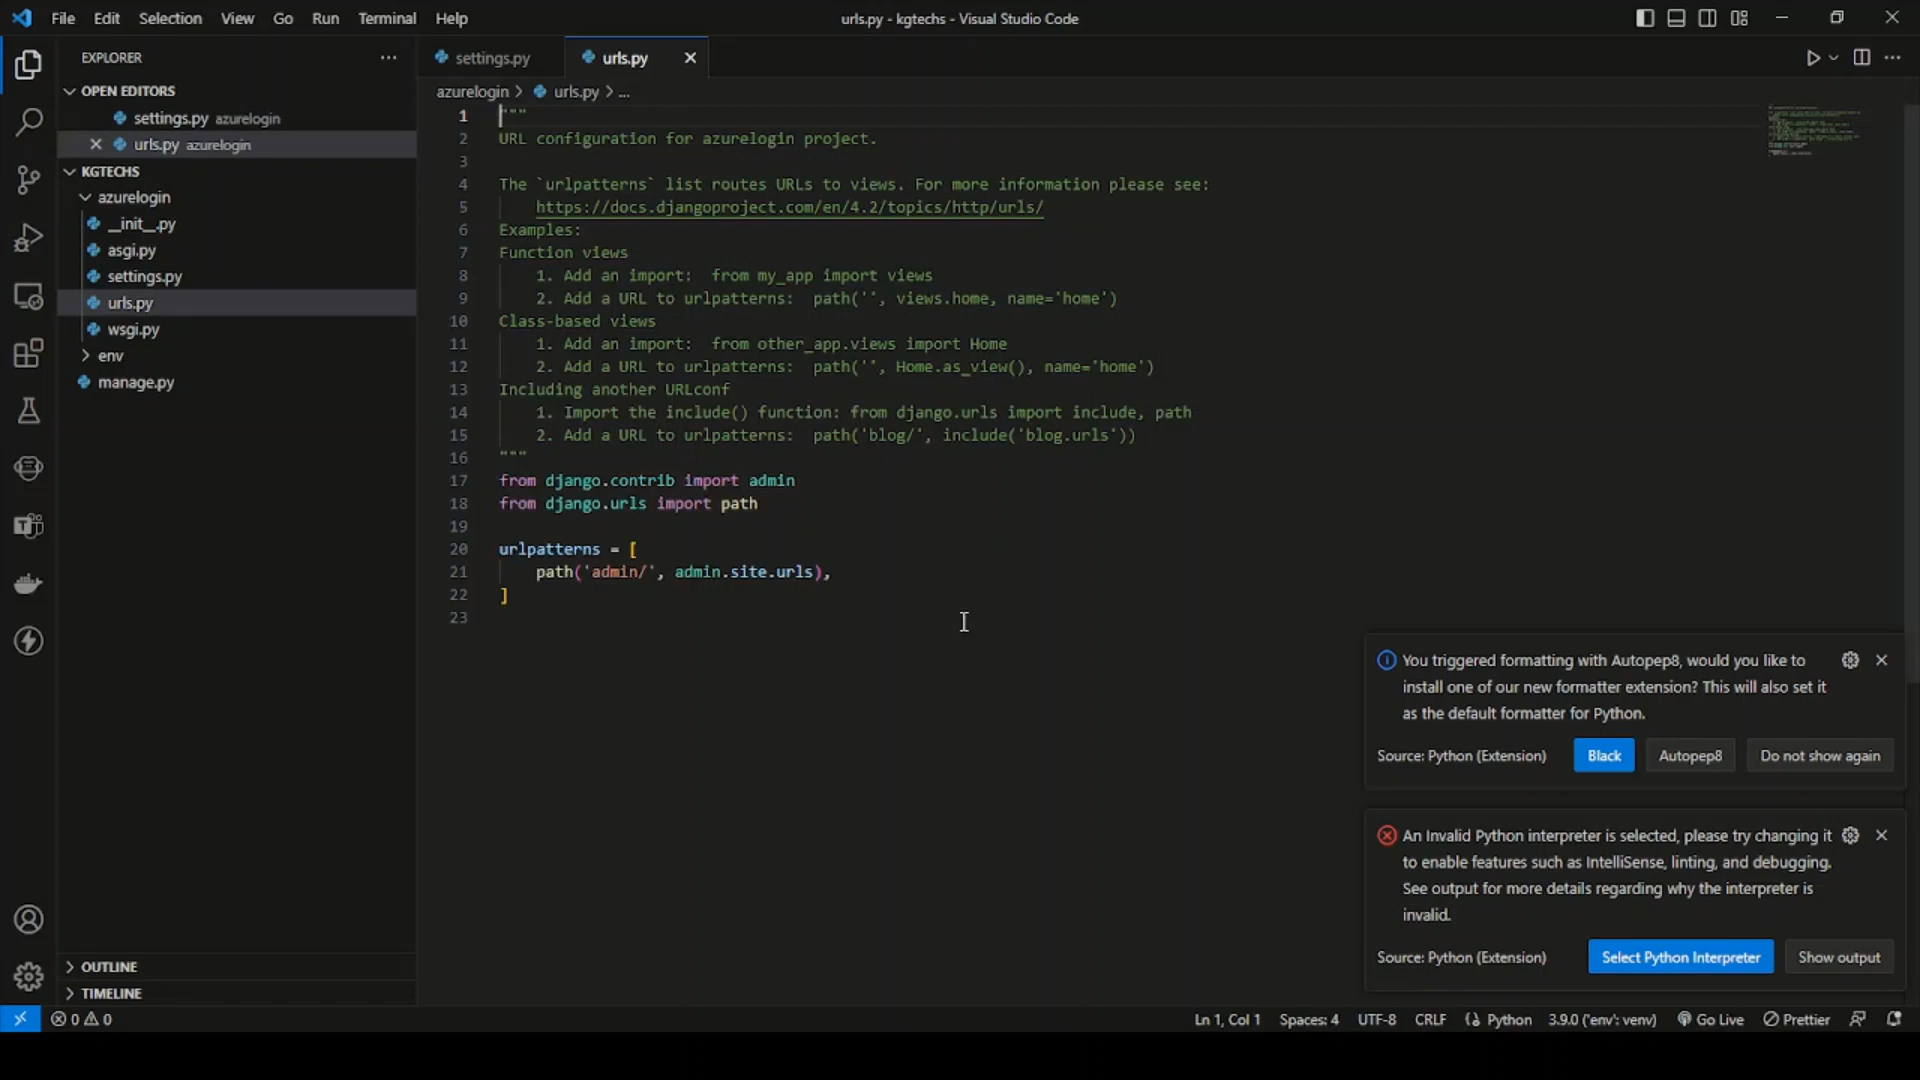 File Edit Selection View Go Run Terminal Help
urls.py - kgtechs - Visual Studio Code
EXPLORER
OPEN EDITORS
settings.py azurelogin
urls.py azurelogin
KGTECHS
azurelogin
__init__.py
asgi.py
settings.py
urls.py
wsgi.py
env
manage.py
OUTLINE
TIMELINE
settings.py
urls.py
azurelogin > urls.py > ...
1 """
2 URL configuration for azurelogin project.
3
4 The `urlpatterns` list routes URLs to views. For more information please see:
5 https://docs.djangoproject.com/en/4.2/topics/http/urls/
6 Examples:
7 Function views
8 1. Add an import:  from my_app import views
9 2. Add a URL to urlpatterns:  path('', views.home, name='home')
10 Class-based views
11 1. Add an import:  from other_app.views import Home
12 2. Add a URL to urlpatterns:  path('', Home.as_view(), name='home')
13 Including another URLconf
14 1. Import the include() function: from django.urls import include, path
15 2. Add a URL to urlpatterns:  path('blog/', include('blog.urls'))
16 """
17 from django.contrib import admin
18 from django.urls import path
19
20 urlpatterns = [
21 path('admin/', admin.site.urls),
22 ]
23
You triggered formatting with Autopep8, would you like to
install one of our new formatter extension? This will also set it
as the default formatter for Python.
Source: Python (Extension)
Black
Autopep8
Do not show again
An Invalid Python interpreter is selected, please try changing it
to enable features such as IntelliSense, linting, and debugging.
See output for more details regarding why the interpreter is
invalid.
Source: Python (Extension)
Select Python Interpreter
Show output
0 0
Ln 1, Col 1
Spaces: 4
UTF-8
CRLF
Python
3.9.0 ('env': venv)
Go Live
Prettier